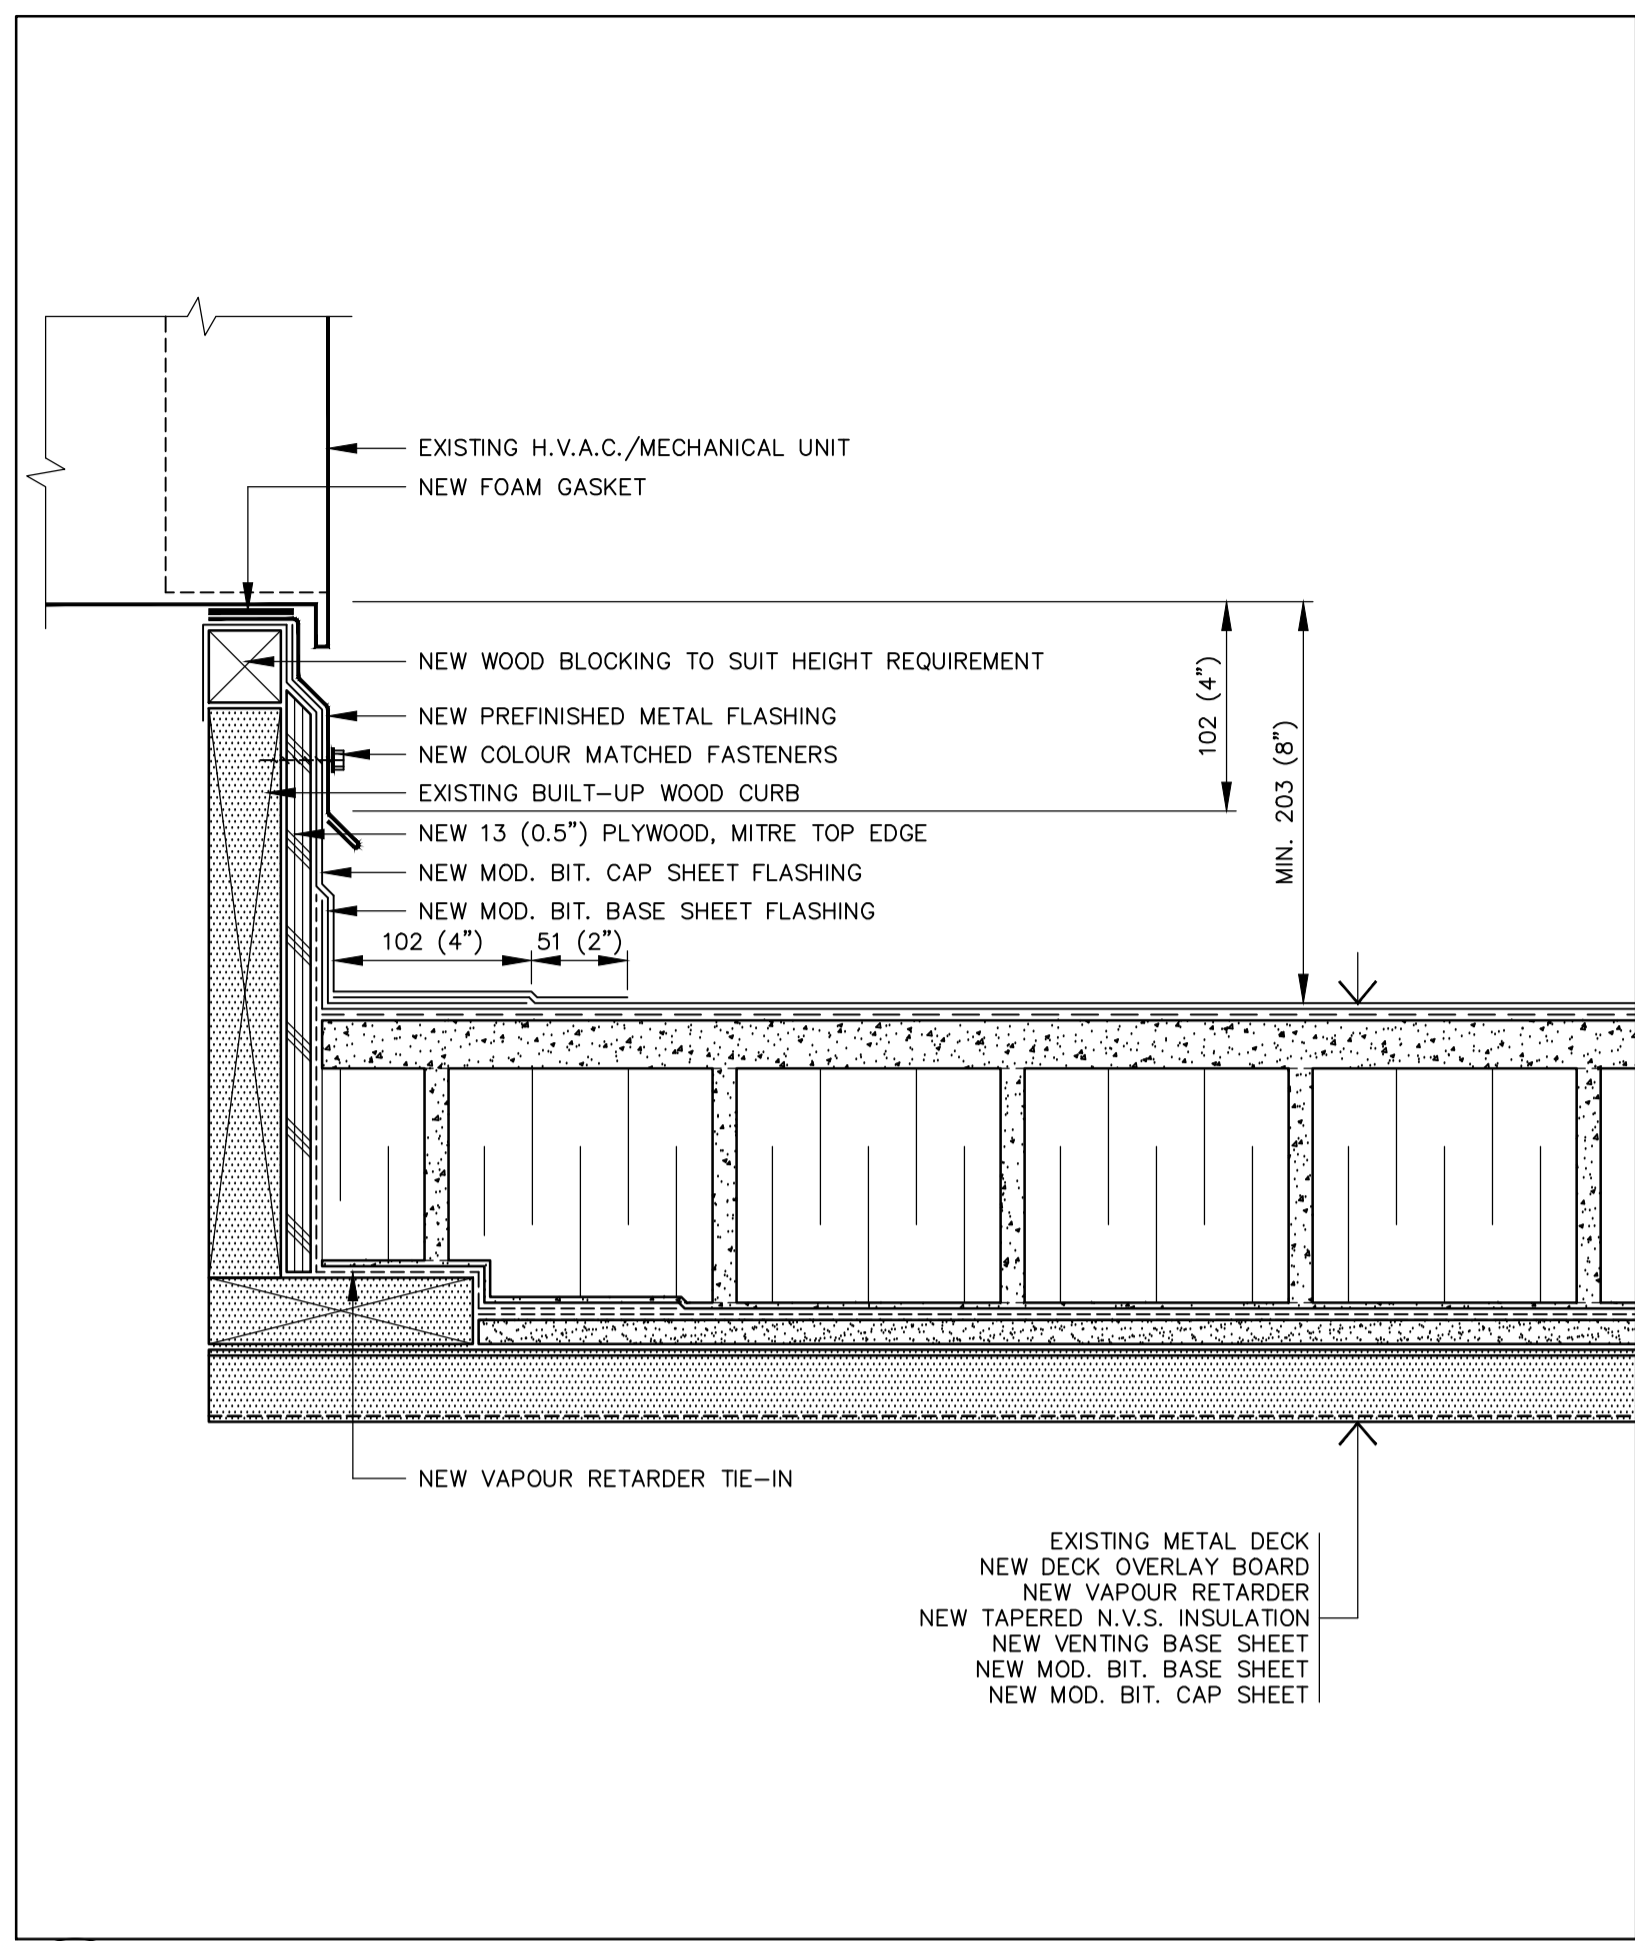 EXISTING H.V.A.C./MECHANICAL UNIT
NEW FOAM GASKET
NEW WOOD BLOCKING TO SUIT HEIGHT REQUIREMENT
NEW PREFINISHED METAL FLASHING
NEW COLOUR MATCHED FASTENERS
EXISTING BUILT-UP WOOD CURB
NEW 13 (0.5") PLYWOOD, MITRE TOP EDGE
NEW MOD. BIT. CAP SHEET FLASHING
NEW MOD. BIT. BASE SHEET FLASHING
102 (4") 51 (2")
102 (4")
MIN. 203 (8")
NEW VAPOUR RETARDER TIE-IN
EXISTING METAL DECK
NEW DECK OVERLAY BOARD
NEW VAPOUR RETARDER
NEW TAPERED N.V.S. INSULATION
NEW VENTING BASE SHEET
NEW MOD. BIT. BASE SHEET
NEW MOD. BIT. CAP SHEET